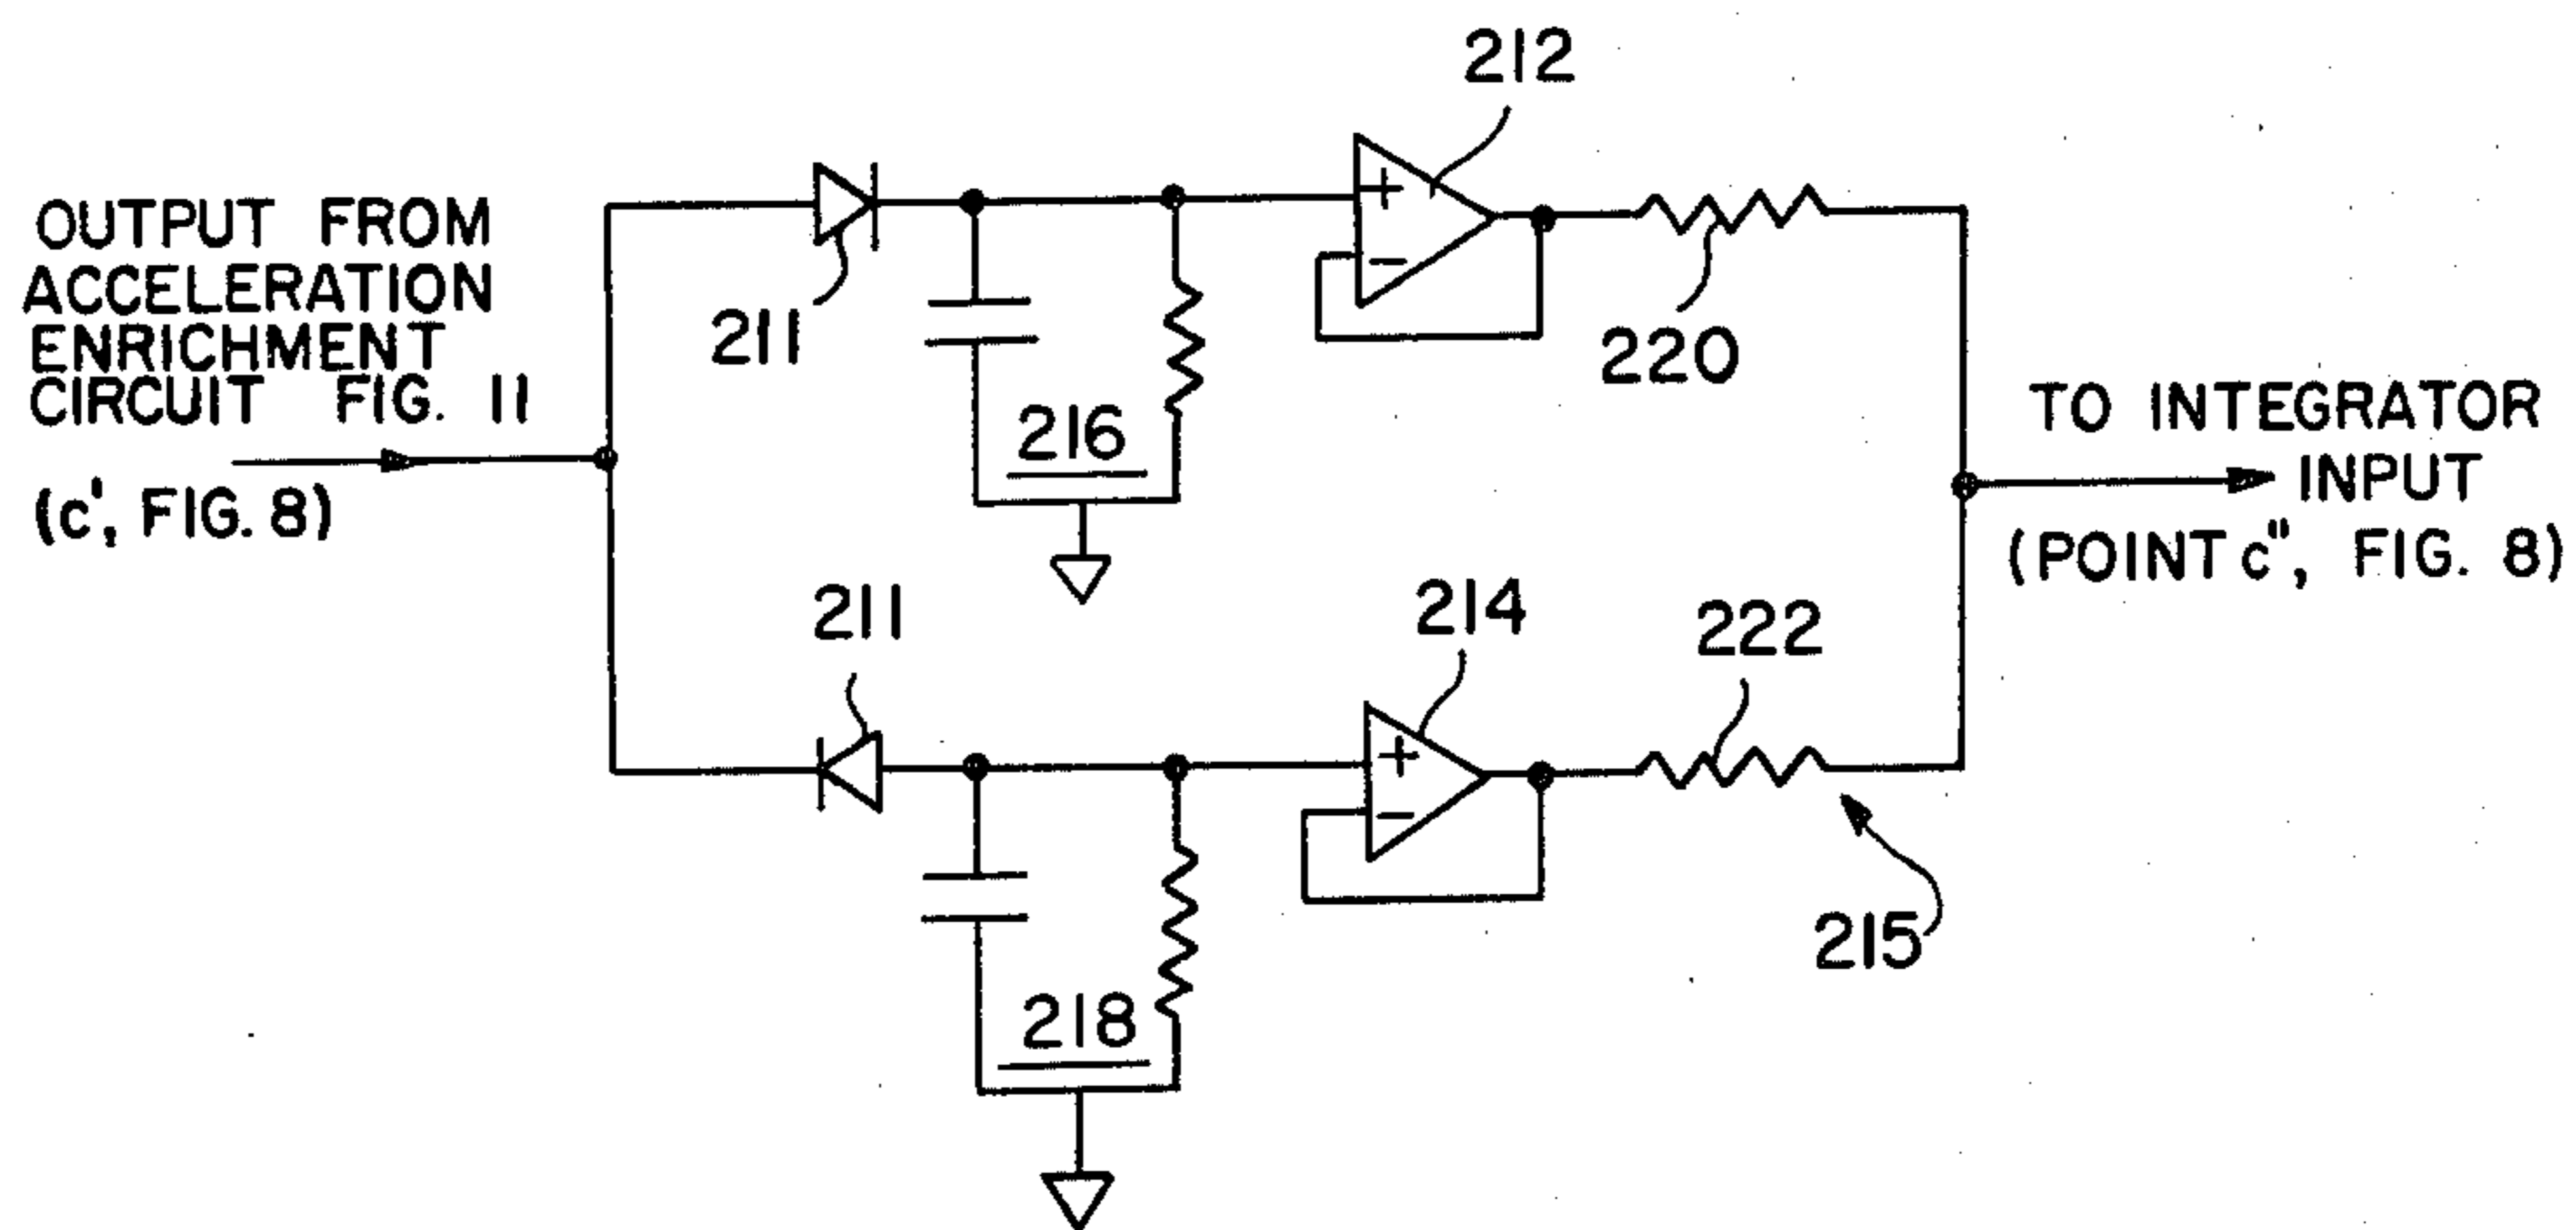 212
OUTPUT FROM
ACCELERATION
ENRICHMENT
CIRCUIT FIG. 11
(c', FIG. 8)
211
+
-
220
216
TO INTEGRATOR
INPUT
(POINT c", FIG. 8)
211
214
222
+
-
215
218